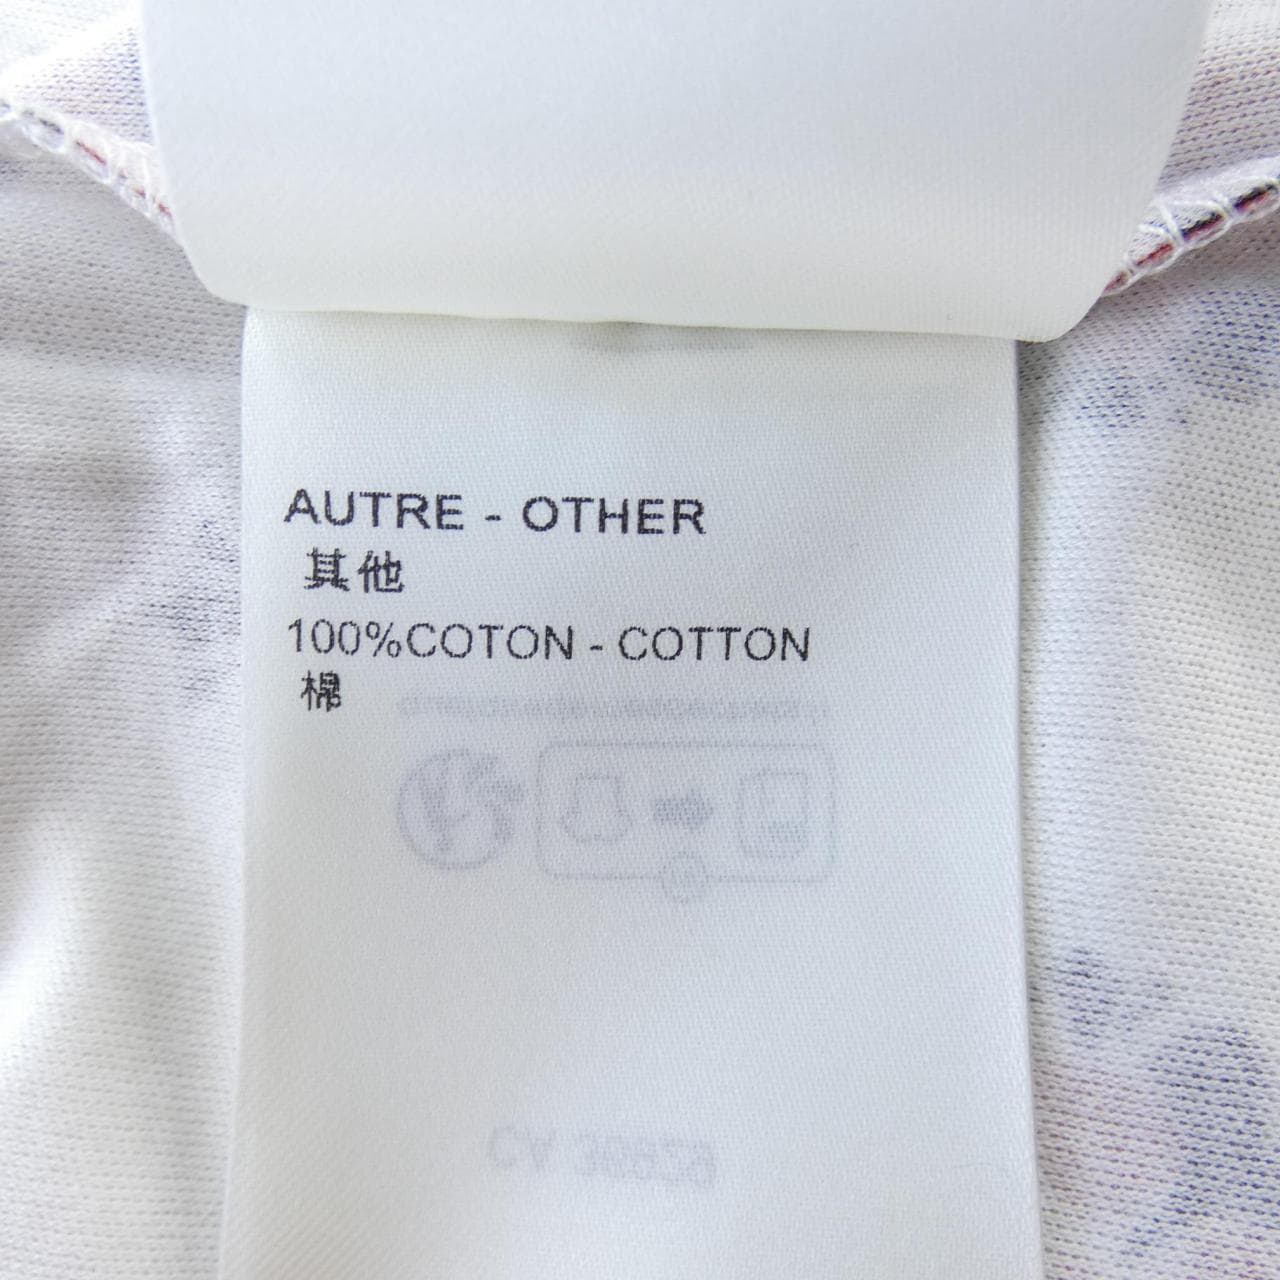 AUTRE - OTHER
其他
100%COTON - COTTON
棉